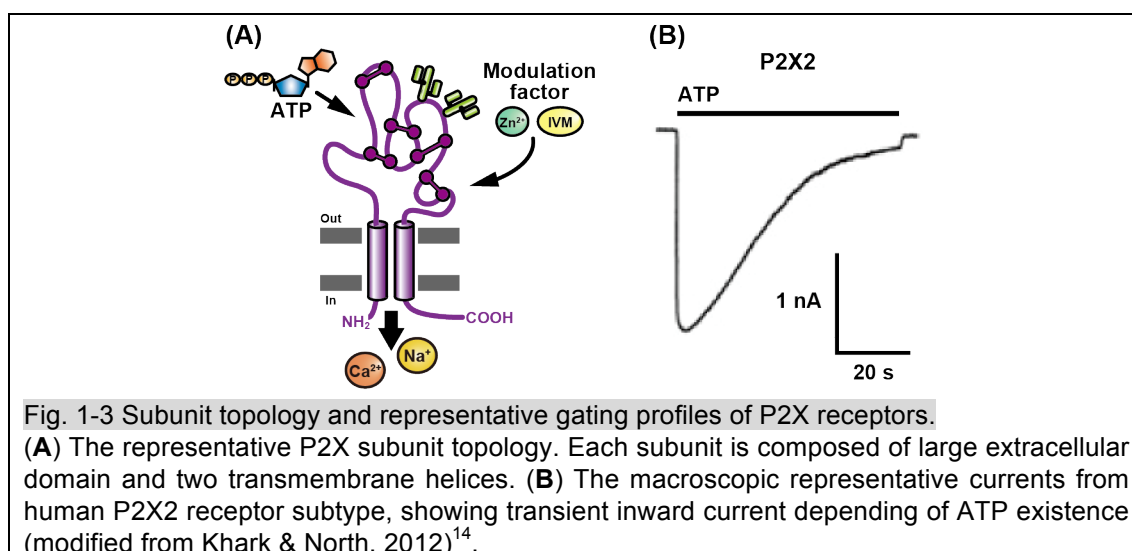 (A)
(B)
P2X2
ATP
P P P
ATP
Modulation
factor
Zn²⁺ IVM
Out
In
NH₂
COOH
Ca²⁺
Na⁺
1 nA
20 s
Fig. 1-3 Subunit topology and representative gating profiles of P2X receptors.
(A) The representative P2X subunit topology. Each subunit is composed of large extracellular
domain and two transmembrane helices. (B) The macroscopic representative currents from
human P2X2 receptor subtype, showing transient inward current depending of ATP existence
(modified from Khark & North, 2012)¹⁴.